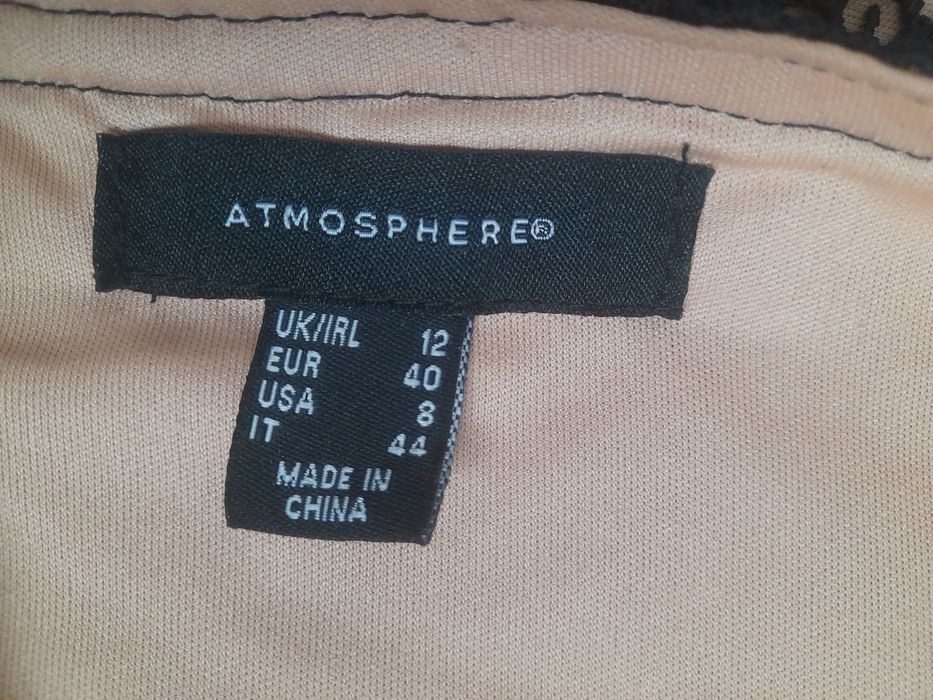 ATMOSPHERE®
UK/IRL 12
EUR 40
USA 8
IT 44
MADE IN
CHINA